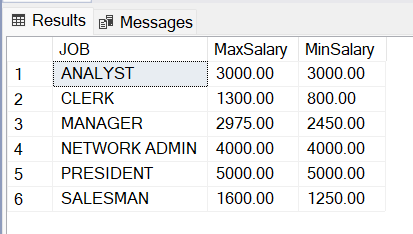 Results Messages
JOB MaxSalary MinSalary
1 ANALYST 3000.00 3000.00
2 CLERK 1300.00 800.00
3 MANAGER 2975.00 2450.00
4 NETWORK ADMIN 4000.00 4000.00
5 PRESIDENT 5000.00 5000.00
6 SALESMAN 1600.00 1250.00